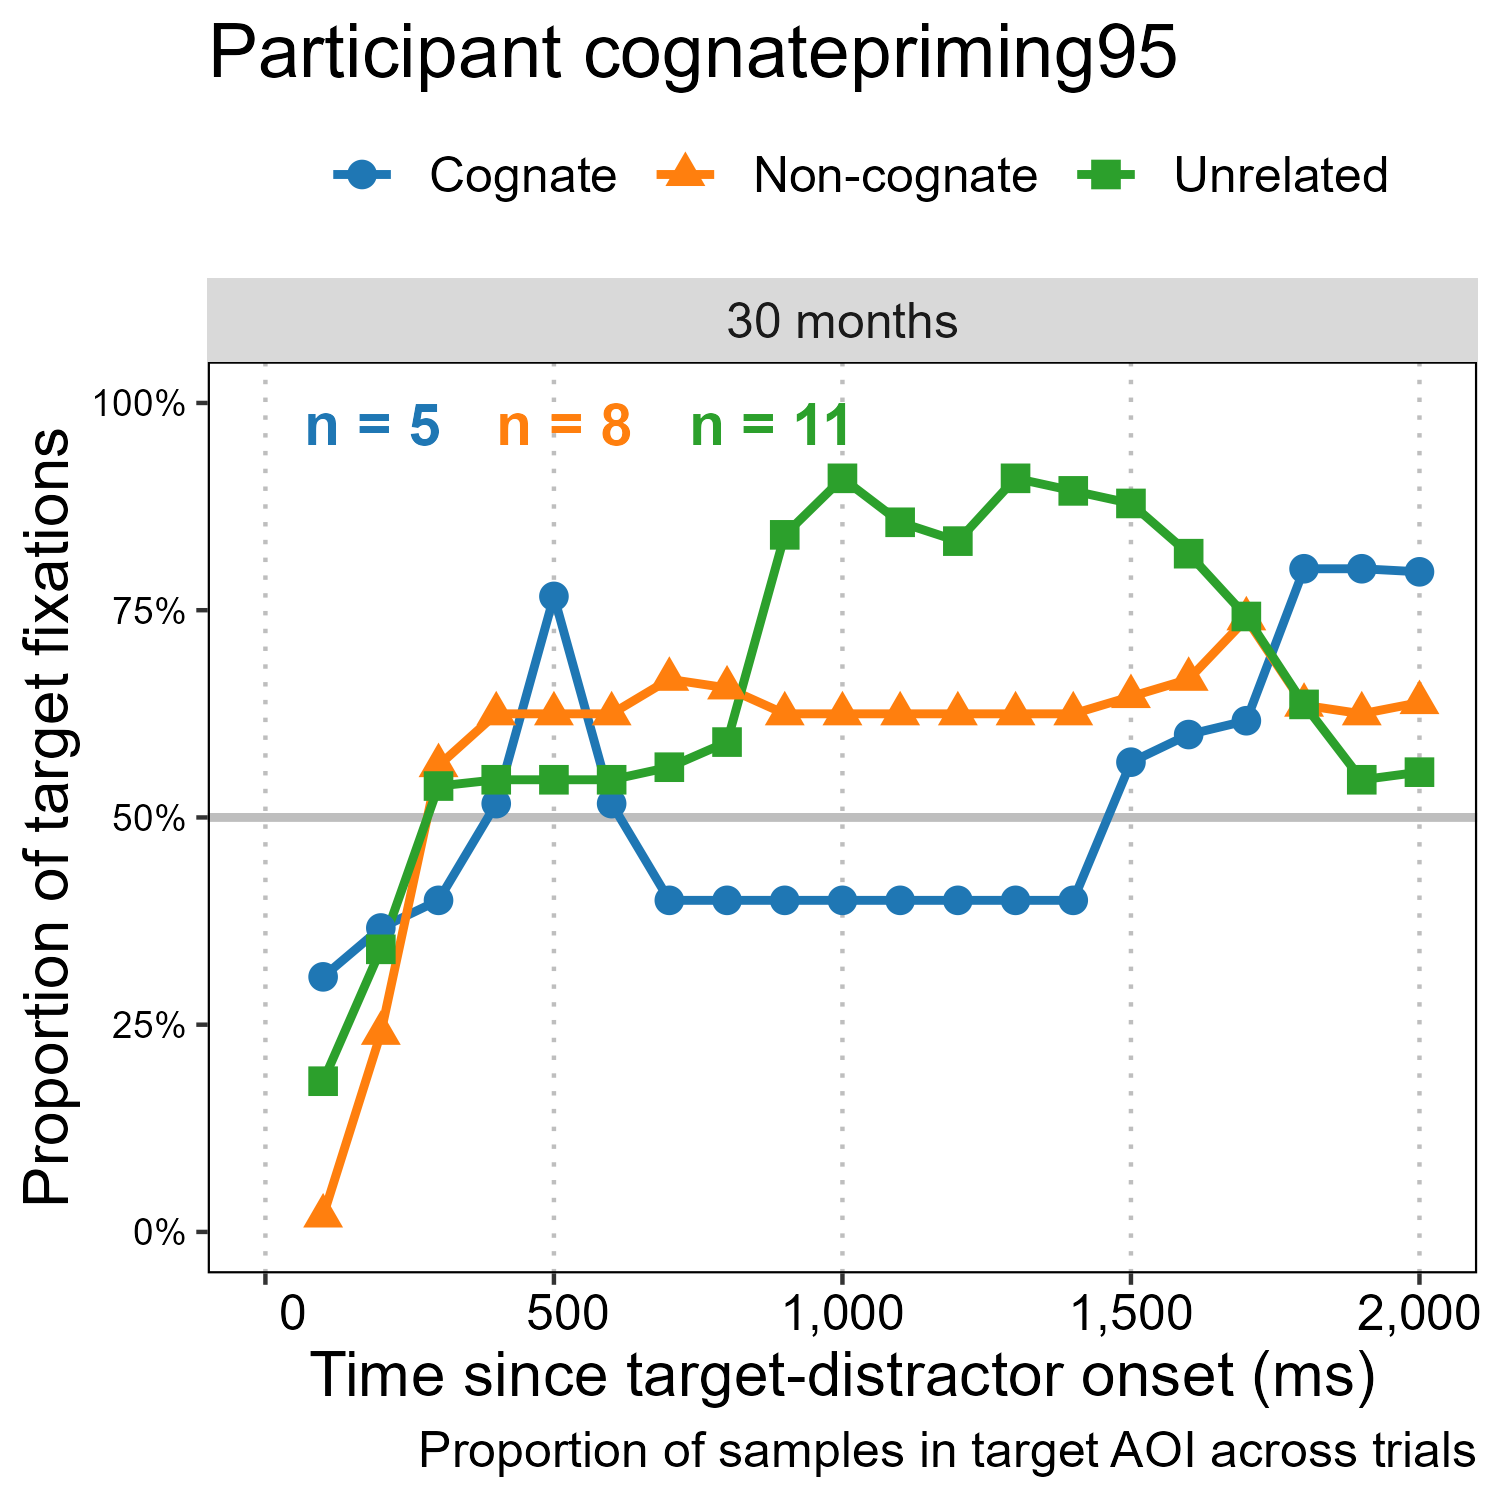 Participant cognatepriming95
Cognate Non-cognate Unrelated
30 months
n = 5 n = 8 n = 11
100%
75%
50%
25%
0%
Proportion of target fixations
0 500 1,000 1,500 2,000
Time since target-distractor onset (ms)
Proportion of samples in target AOI across trials